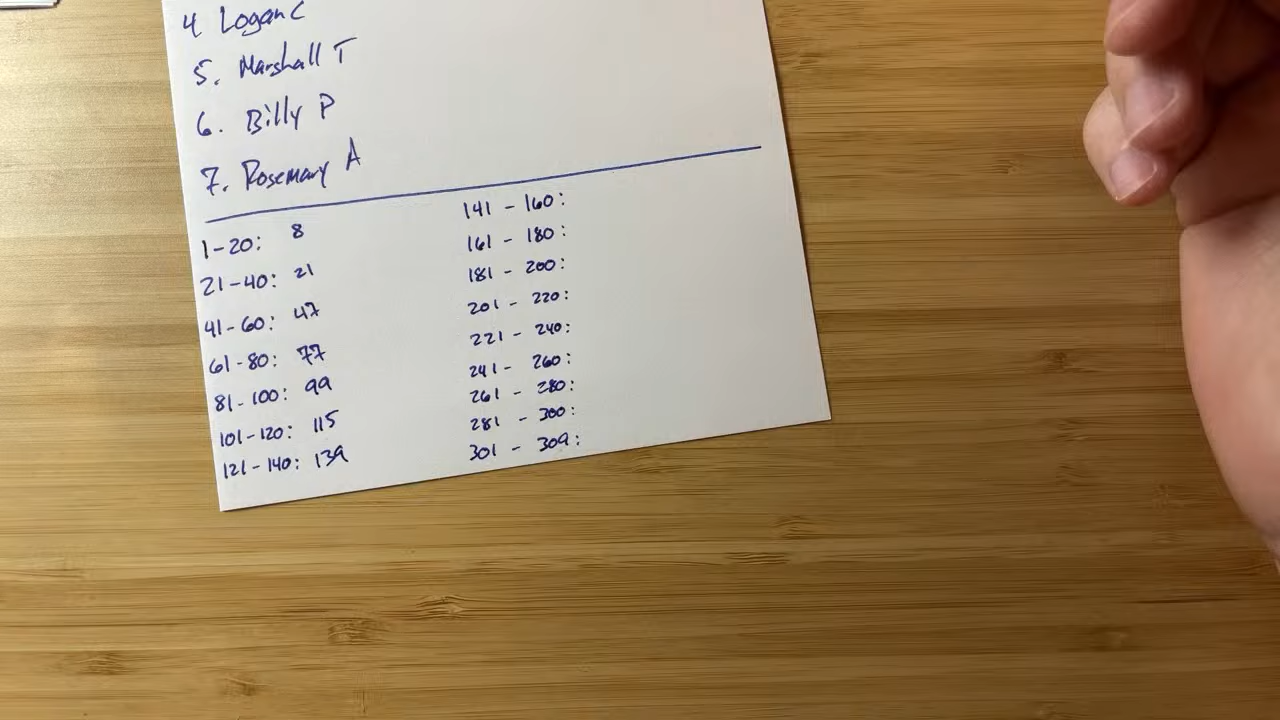 4 Logan C
5. Marshall T
6. Billy P
7. Rosemary A
1-20: 8
21-40: 21
41-60: 47
61-80: 77
81-100: 99
101-120: 115
121-140: 139
141 - 160:
161 - 180:
181 - 200:
201 - 220:
221 - 240:
241 - 260:
261 - 280:
281 - 300:
301 - 309: